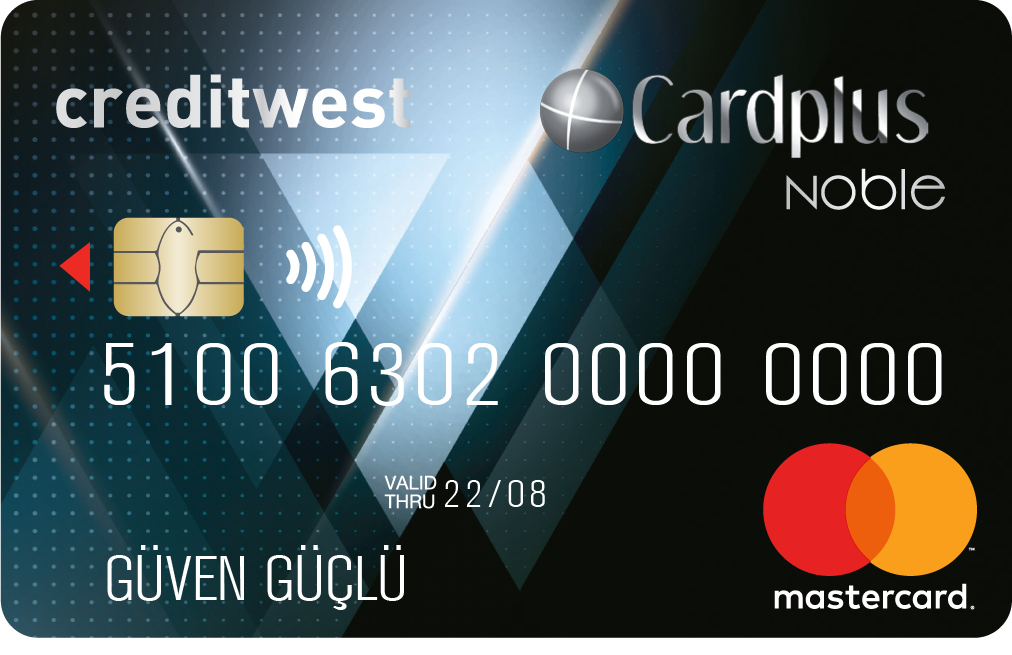 creditwest
Cardplus
Noble
5100 6302 0000 0000
VALID THRU 22/08
GÜVEN GÜÇLÜ
mastercard.